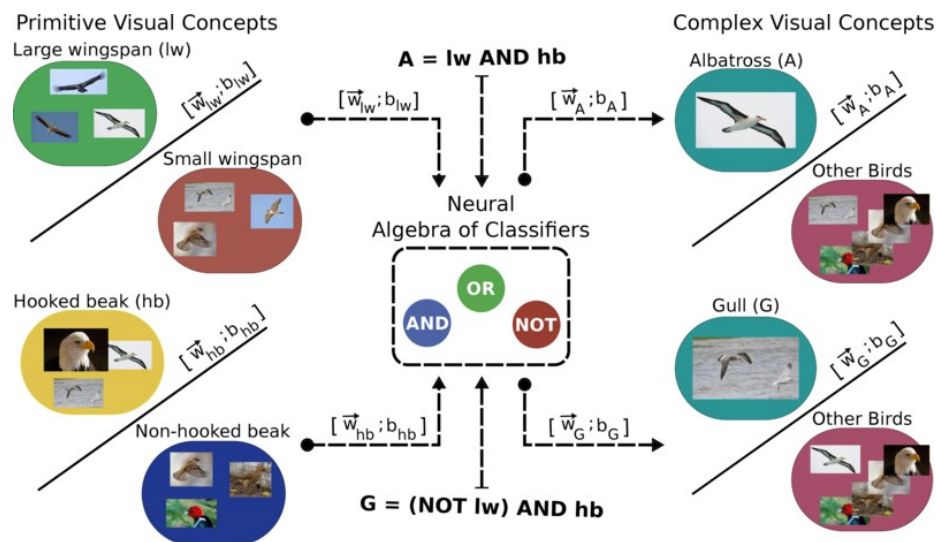 Primitive Visual Concepts
Complex Visual Concepts
Large wingspan (lw)
[w⃗lw;blw]
Small wingspan
Hooked beak (hb)
[w⃗hb;bhb]
Non-hooked beak
A = lw AND hb
[w⃗lw;blw]
[w⃗A;bA]
Neural
Algebra of Classifiers
OR
AND
NOT
[w⃗hb;bhb]
[w⃗G;bG]
G = (NOT lw) AND hb
Albatross (A)
[w⃗A;bA]
Other Birds
Gull (G)
[w⃗G;bG]
Other Birds